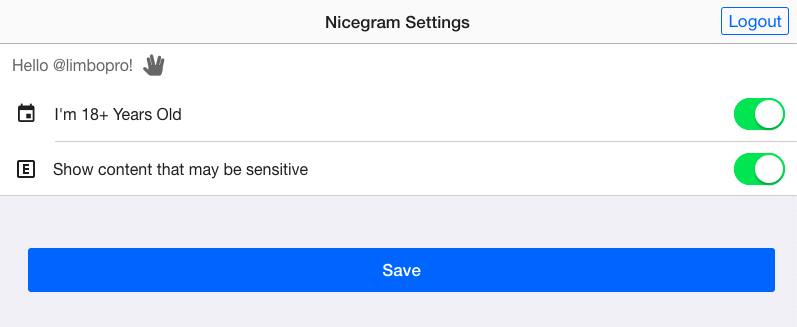 Nicegram Settings
Logout
Hello @limbopro!
I'm 18+ Years Old
E
Show content that may be sensitive
Save